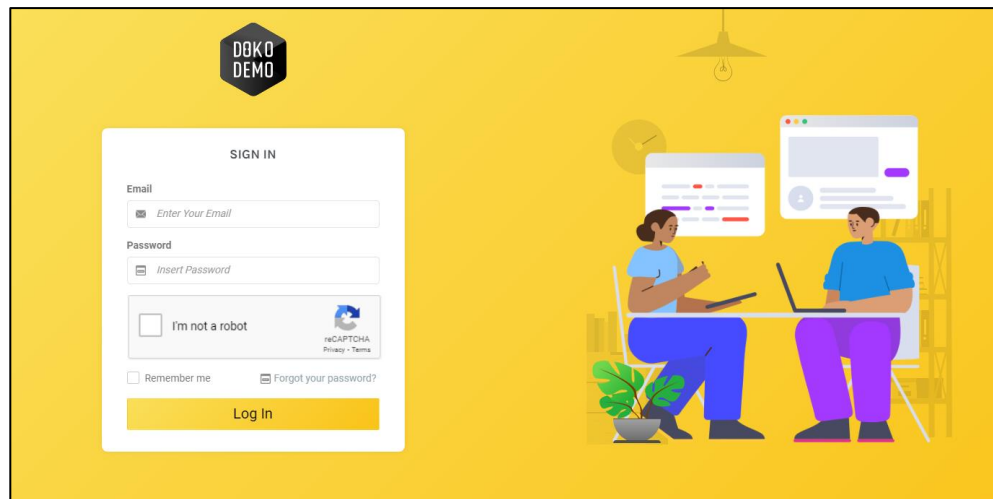 DOKO
DEMO
SIGN IN
Email
Enter Your Email
Password
Insert Password
I'm not a robot
reCAPTCHA
Privacy - Terms
Remember me
Forgot your password?
Log In